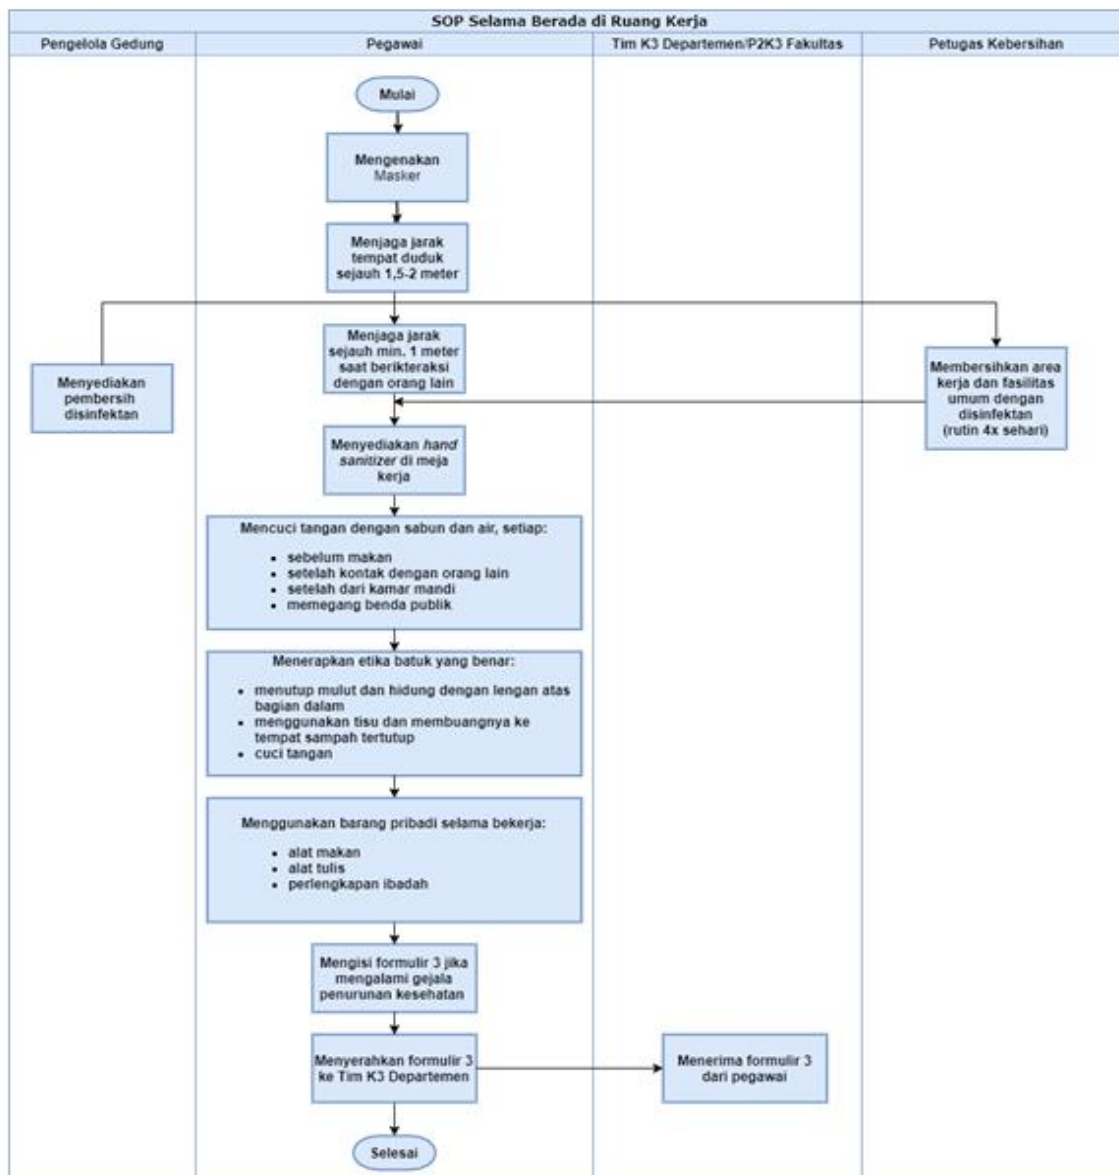 SOP Selama Berada di Ruang Kerja
Pengelola Gedung
Pegawai
Tim K3 Departemen/P2K3 Fakultas
Petugas Kebersihan
Mulai
Mengenakan
Masker
Menjaga jarak
tempat duduk
sejauh 1,5-2 meter
Menyediakan
pembersih
disinfektan
Menjaga jarak
sejauh min. 1 meter
saat berikteraksi
dengan orang lain
Membersihkan area
kerja dan fasilitas
umum dengan
disinfektan
(rutin 4x sehari)
Menyediakan hand
sanitizer di meja
kerja
Mencuci tangan dengan sabun dan air, setiap:
• sebelum makan
• setelah kontak dengan orang lain
• setelah dari kamar mandi
• memegang benda publik
Menerapkan etika batuk yang benar:
• menutup mulut dan hidung dengan lengan atas
bagian dalam
• menggunakan tisu dan membuangnya ke
tempat sampah tertutup
• cuci tangan
Menggunakan barang pribadi selama bekerja:
• alat makan
• alat tulis
• perlengkapan ibadah
Mengisi formulir 3 jika
mengalami gejala
penurunan kesehatan
Menyerahkan formulir 3
ke Tim K3 Departemen
Menerima formulir 3
dari pegawai
Selesai